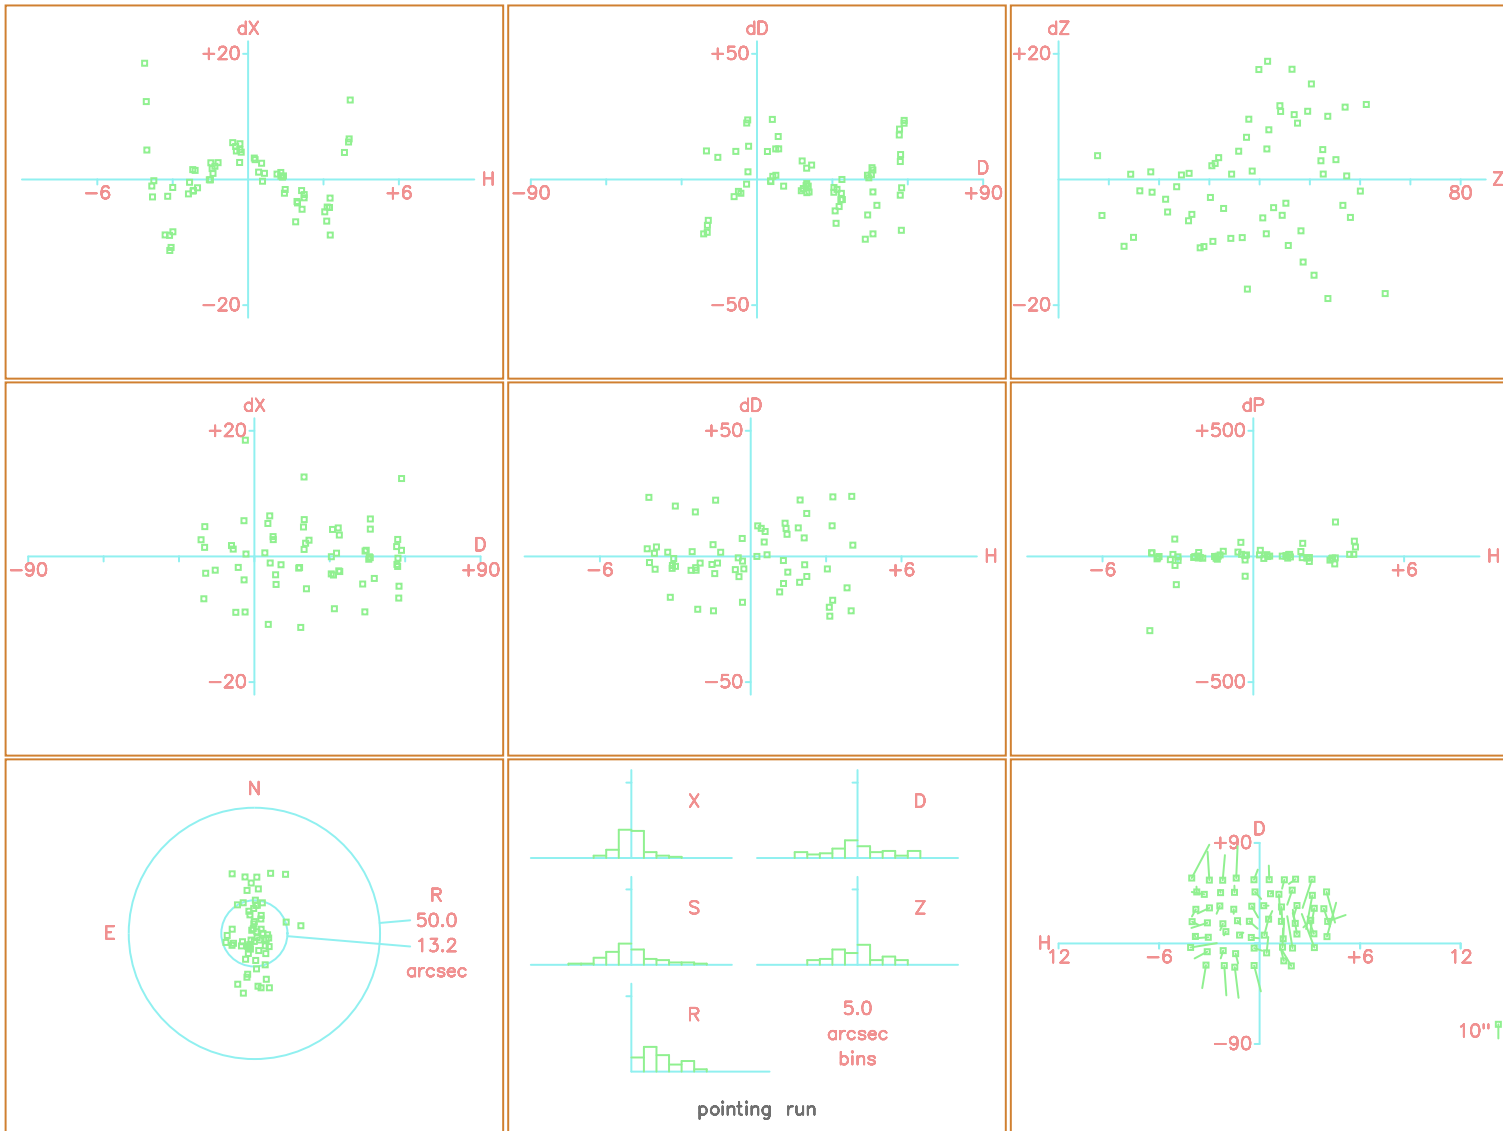 dX
+20
-6
+6
H
-20
dD
+50
D
-90
+90
-50
dZ
+20
80
Z
-20
dX
+20
D
-90
+90
-20
dD
+50
H
-6
+6
-50
dP
+500
H
-6
+6
-500
N
E
R
50.0
13.2
arcsec
X
D
S
Z
R
5.0
arcsec
bins
pointing run
D
+90
H
12
-6
+6
12
-90
10"